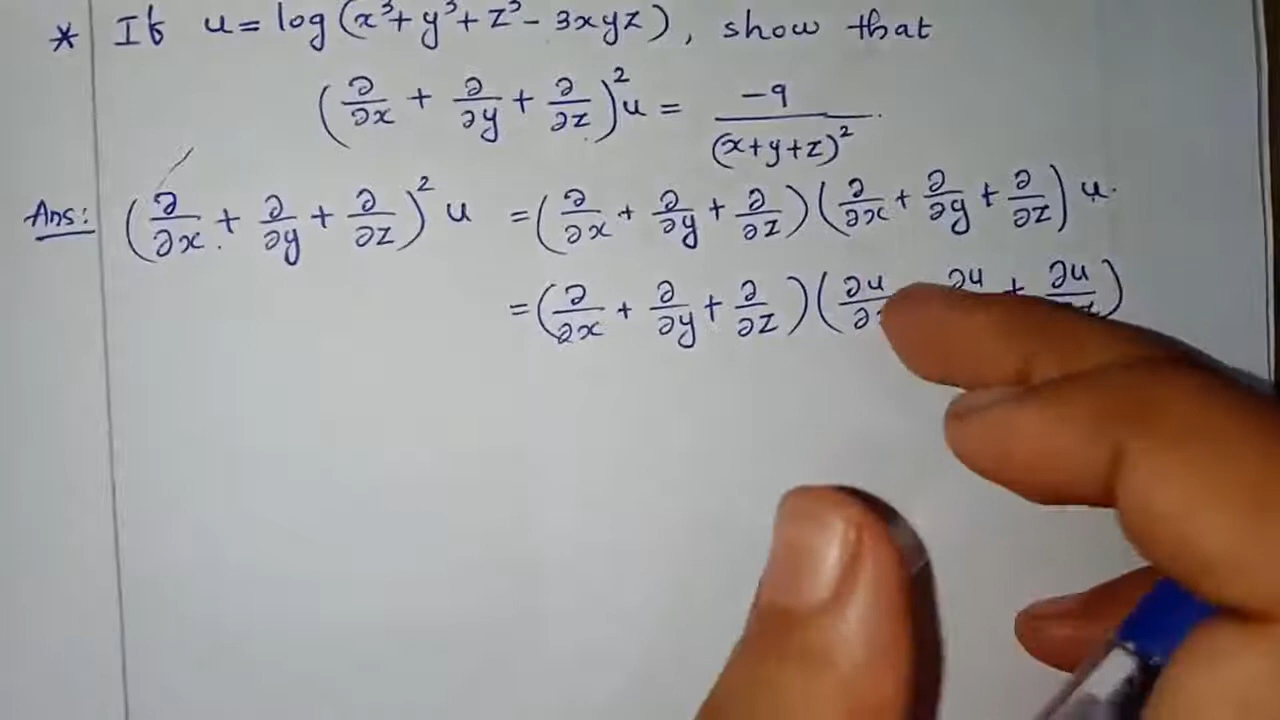 * If u = log (x³ + y³ + z³ - 3xyz), show that
(∂/∂x + ∂/∂y + ∂/∂z)² u = -9/(x+y+z)².
Ans: (∂/∂x + ∂/∂y + ∂/∂z)² u = (∂/∂x + ∂/∂y + ∂/∂z)(∂/∂x + ∂/∂y + ∂/∂z) u.
= (∂/∂x + ∂/∂y + ∂/∂z)(∂u/∂x ∂u + ∂u/∂z)